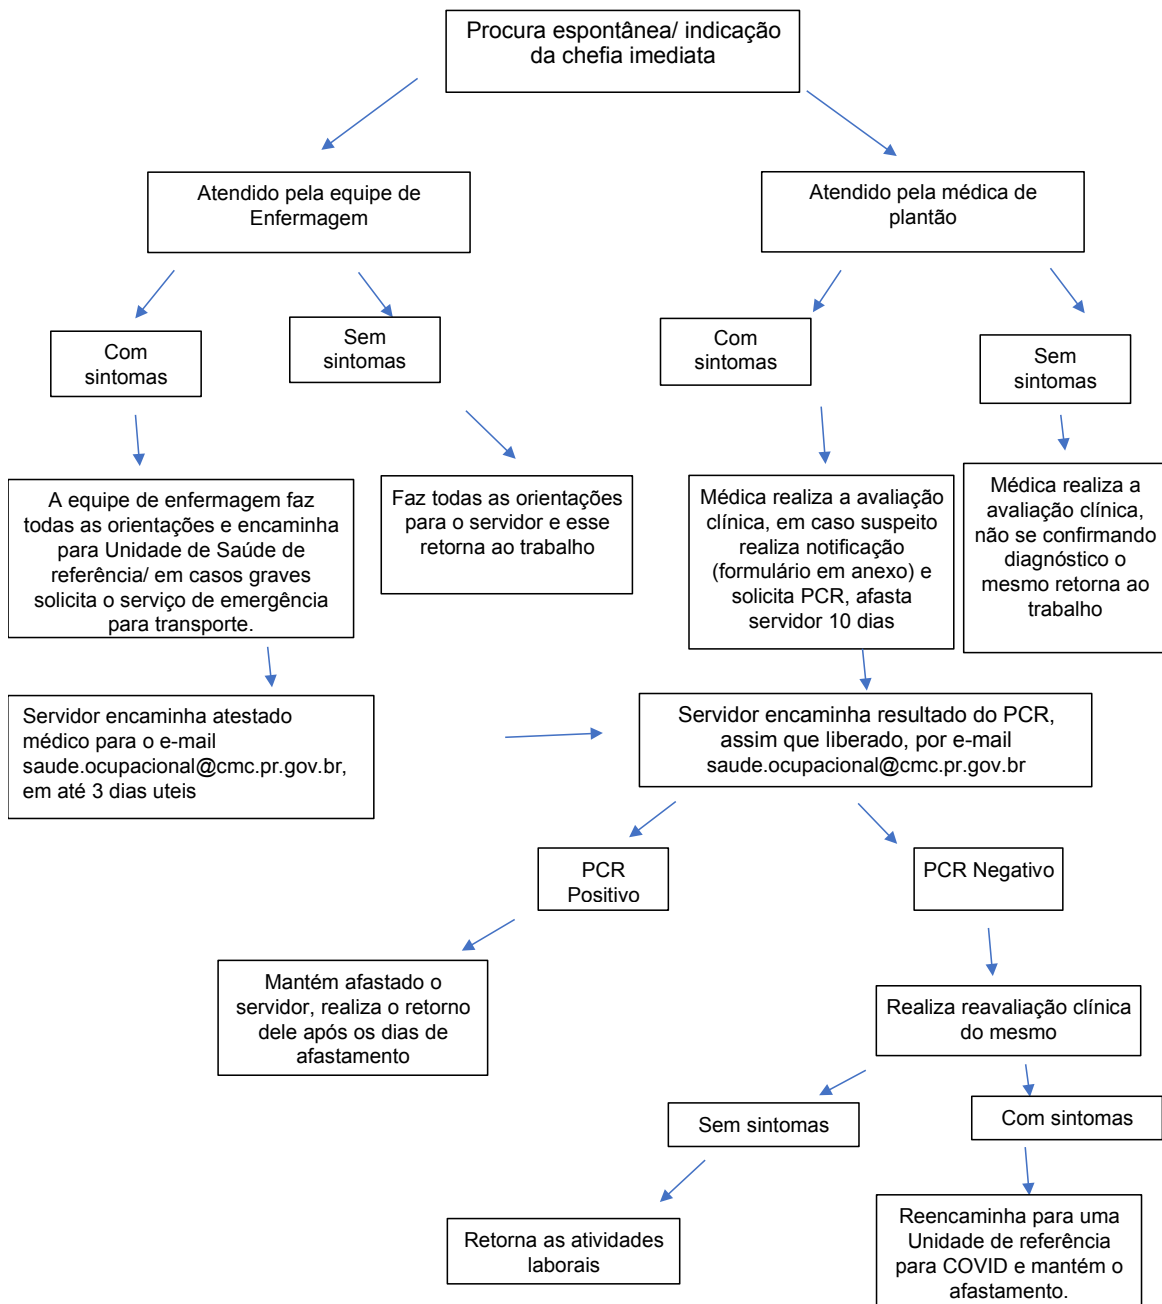 Procura espontânea/ indicação
da chefia imediata
Atendido pela equipe de
Enfermagem
Atendido pela médica de
plantão
Com
sintomas
Sem
sintomas
Com
sintomas
Sem
sintomas
A equipe de enfermagem faz
todas as orientações e encaminha
para Unidade de Saúde de
referência/ em casos graves
solicita o serviço de emergência
para transporte.
Faz todas as orientações
para o servidor e esse
retorna ao trabalho
Médica realiza a avaliação
clínica, em caso suspeito
realiza notificação
(formulário em anexo) e
solicita PCR, afasta
servidor 10 dias
Médica realiza a
avaliação clínica,
não se confirmando
diagnóstico o
mesmo retorna ao
trabalho
Servidor encaminha atestado
médico para o e-mail
saude.ocupacional@cmc.pr.gov.br,
em até 3 dias uteis
Servidor encaminha resultado do PCR,
assim que liberado, por e-mail
saude.ocupacional@cmc.pr.gov.br
PCR
Positivo
PCR Negativo
Mantém afastado o
servidor, realiza o retorno
dele após os dias de
afastamento
Realiza reavaliação clínica
do mesmo
Sem sintomas
Com sintomas
Retorna as atividades
laborais
Reencaminha para uma
Unidade de referência
para COVID e mantém o
afastamento.